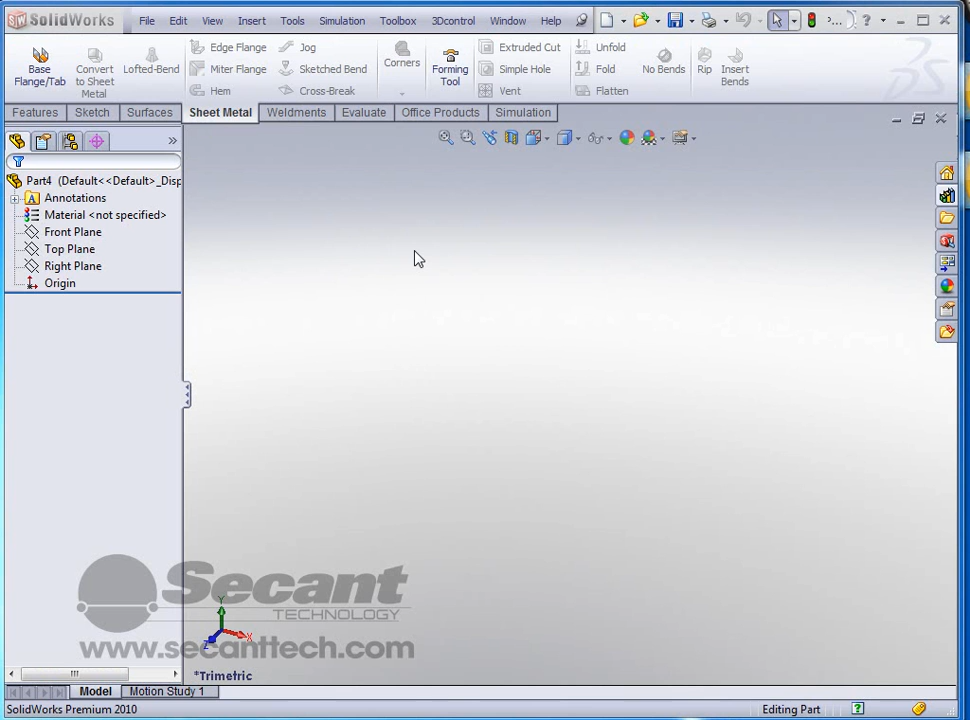 SW SolidWorks File Edit View Insert Tools Simulation Toolbox 3Dcontrol Window Help
Base Flange/Tab
Convert to Sheet Metal
Lofted-Bend
Edge Flange
Miter Flange
Hem
Jog
Sketched Bend
Cross-Break
Corners
Forming Tool
Extruded Cut
Simple Hole
Vent
Unfold
Fold
Flatten
No Bends
Rip
Insert Bends
Features Sketch Surfaces Sheet Metal Weldments Evaluate Office Products Simulation
Part4 (Default<<Default>_Disp
A Annotations
Material <not specified>
Front Plane
Top Plane
Right Plane
Origin
Secant
TECHNOLOGY
www.secanttech.com
Y
X
Z
*Trimetric
Model Motion Study 1
SolidWorks Premium 2010 Editing Part ?